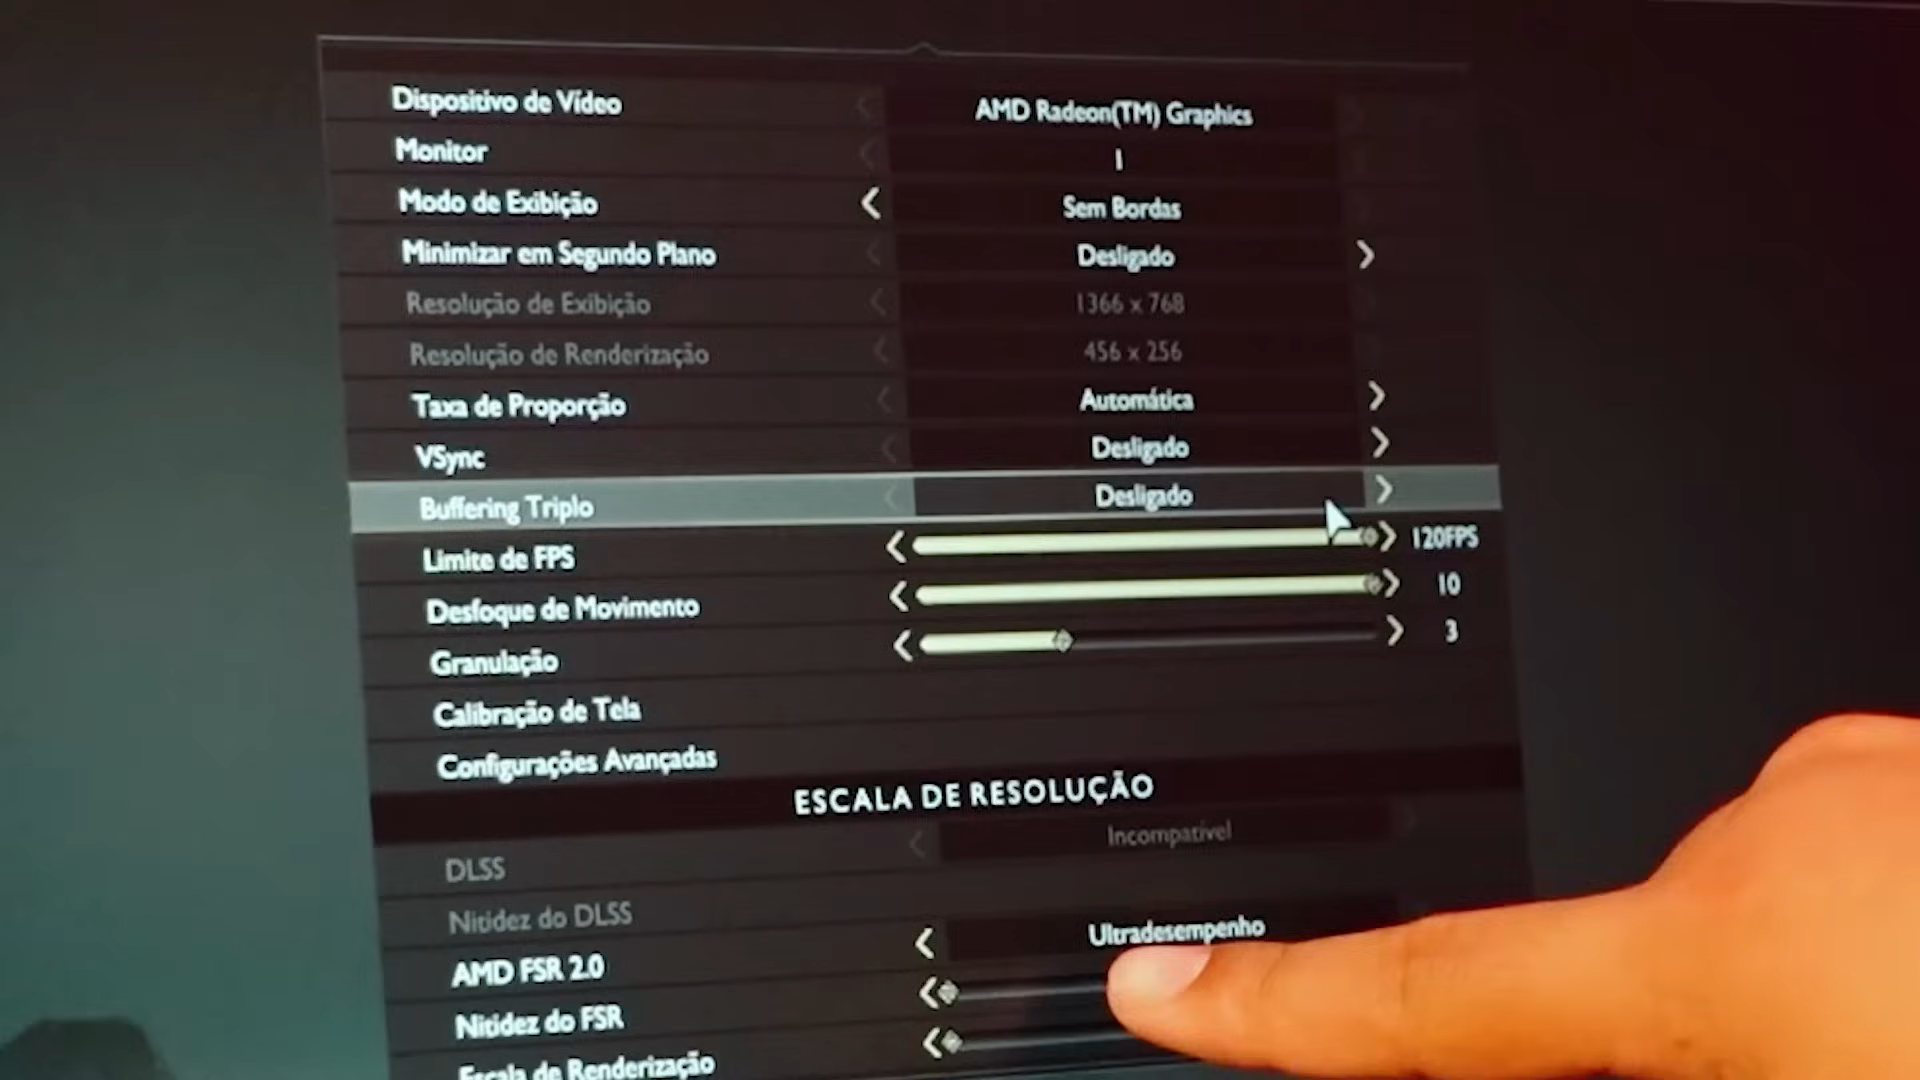 Dispositivo de Vídeo AMD Radeon(TM) Graphics
Monitor 1
Modo de Exibição Sem Bordas
Minimizar em Segundo Plano Desligado
Resolução de Exibição 1366 x 768
Resolução de Renderização 456 x 256
Taxa de Proporção Automática
VSync Desligado
Buffering Triplo Desligado
Limite de FPS 120FPS
Desfoque de Movimento 10
Granulação 3
Calibração de Tela
Configurações Avançadas
ESCALA DE RESOLUÇÃO
DLSS Incompatível
Nitidez do DLSS
AMD FSR 2.0 Ultradesempenho
Nitidez do FSR
Escala de Renderização